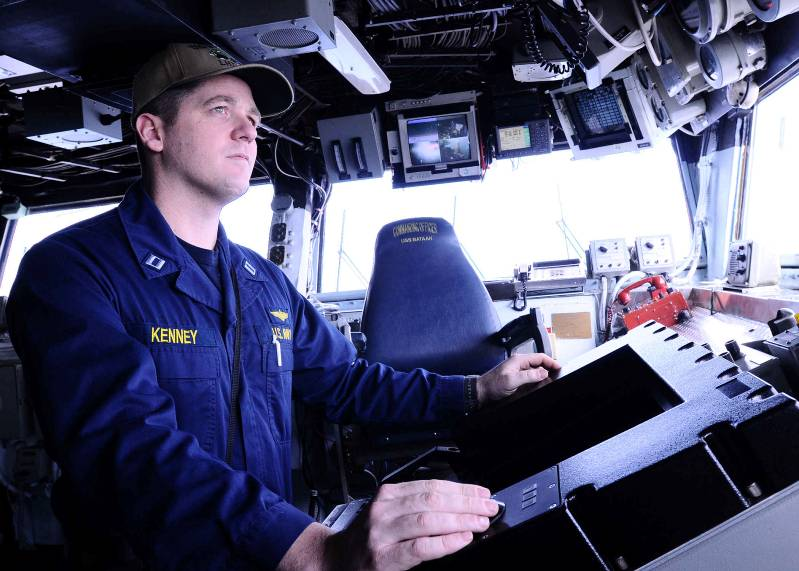 COMMANDING OFFICER
USS BATAAN
KENNEY
U.S. NAVY